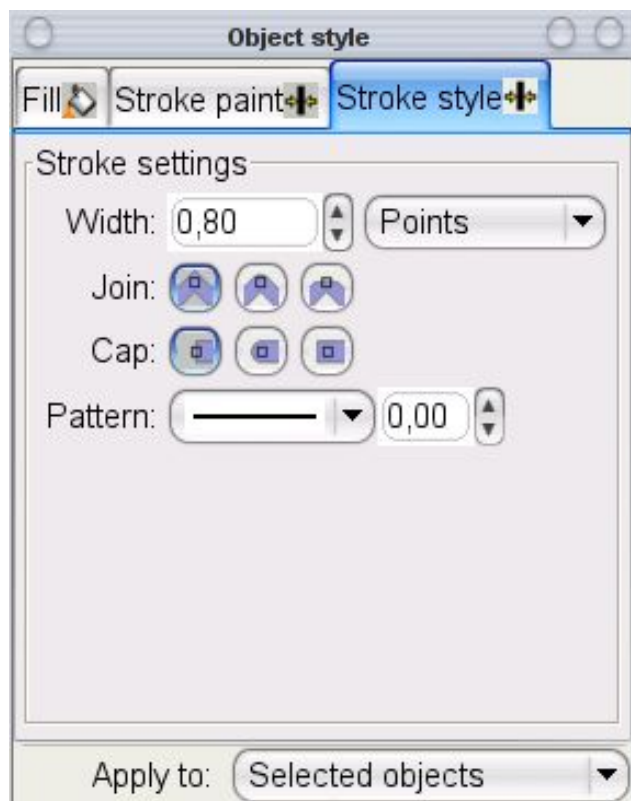 Object style
Fill Stroke paint Stroke style
Stroke settings
Width: 0,80 Points
Join:
Cap:
Pattern: 0,00
Apply to: Selected objects